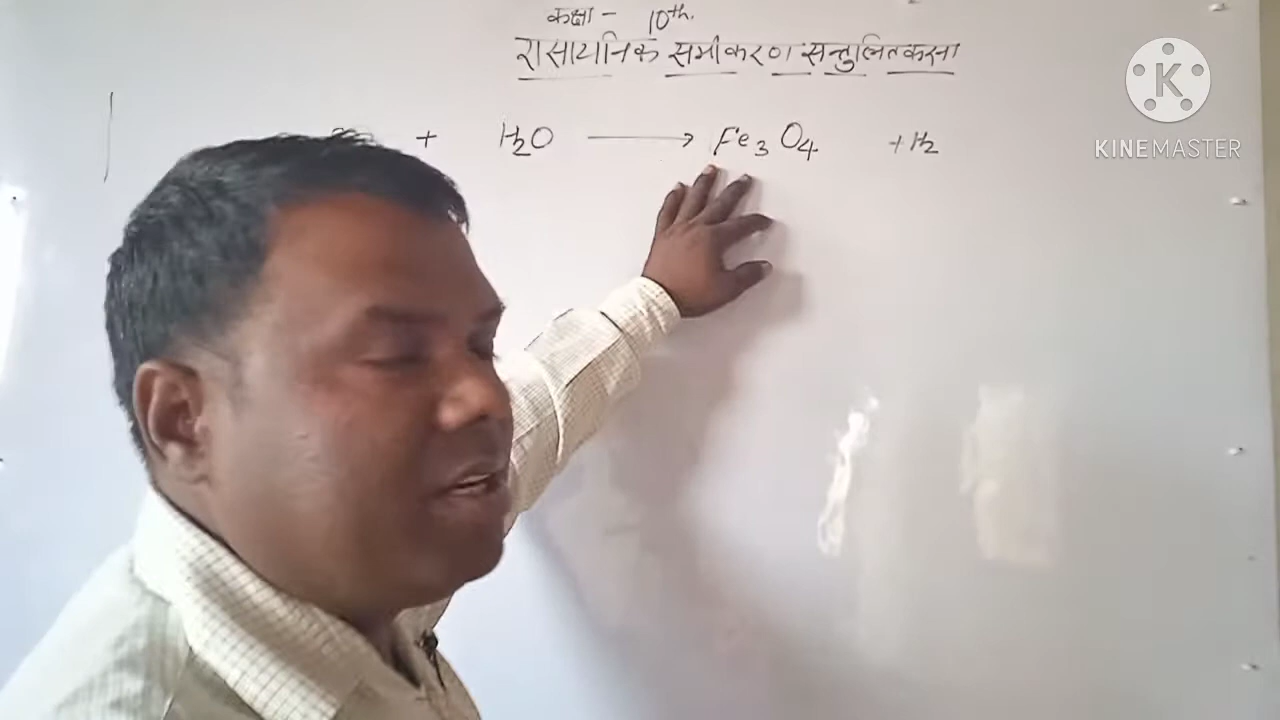 कक्षा - 10th.
रासायनिक समीकरण सन्तुलित करना
+ H2O ⟶ Fe3O4 + H2
K
KINEMASTER